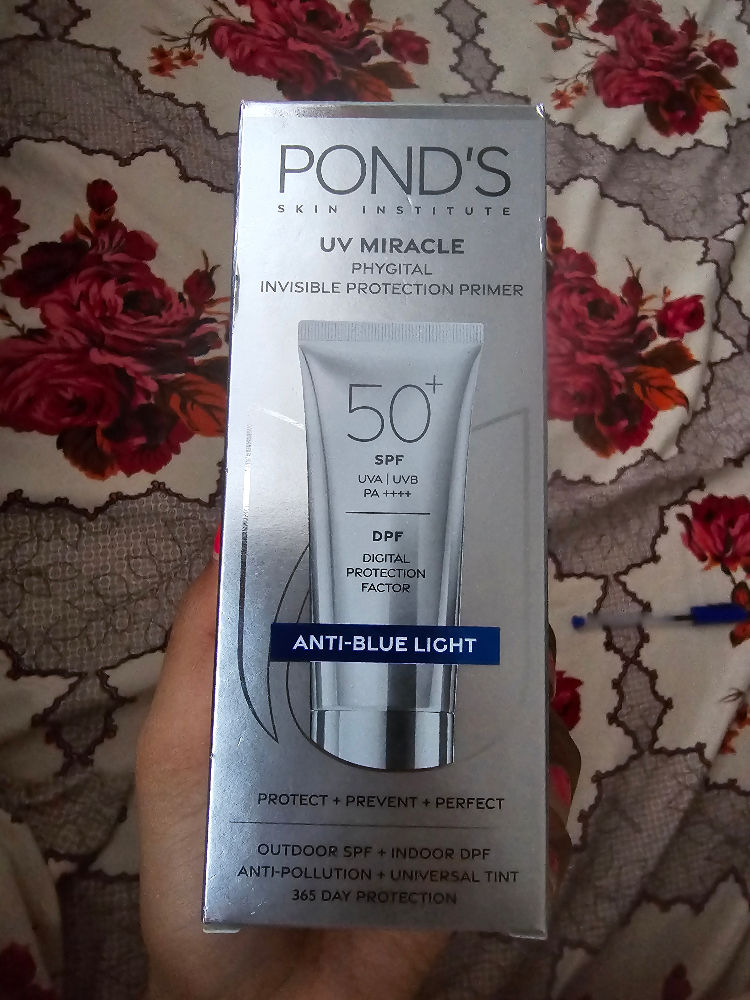 POND'S
SKIN INSTITUTE
UV MIRACLE
PHYGITAL
INVISIBLE PROTECTION PRIMER
50+
SPF
UVA | UVB
PA ++++
DPF
DIGITAL
PROTECTION
FACTOR
ANTI-BLUE LIGHT
PROTECT + PREVENT + PERFECT
OUTDOOR SPF + INDOOR DPF
ANTI-POLLUTION + UNIVERSAL TINT
365 DAY PROTECTION